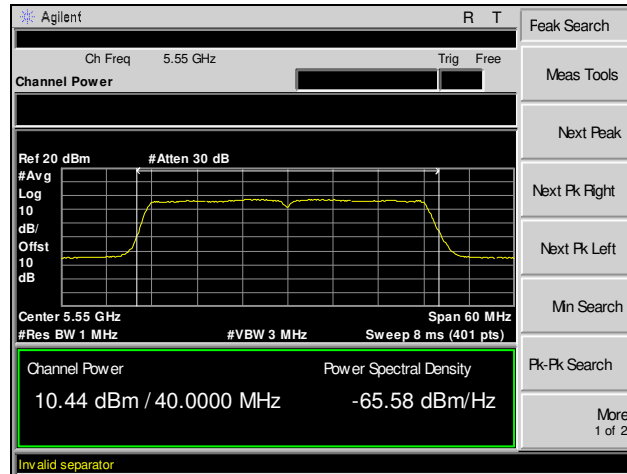 Agilent R T
Ch Freq 5.55 GHz Trig Free
Channel Power
Ref 20 dBm #Atten 30 dB
#Avg
Log
10
dB/
Offst
10
dB
Center 5.55 GHz Span 60 MHz
#Res BW 1 MHz #VBW 3 MHz Sweep 8 ms (401 pts)
Channel Power Power Spectral Density
10.44 dBm / 40.0000 MHz -65.58 dBm/Hz
Invalid separator
Feak Search
Meas Tools
Next Peak
Next Pk Right
Next Pk Left
Min Search
Pk-Pk Search
More
1 of 2